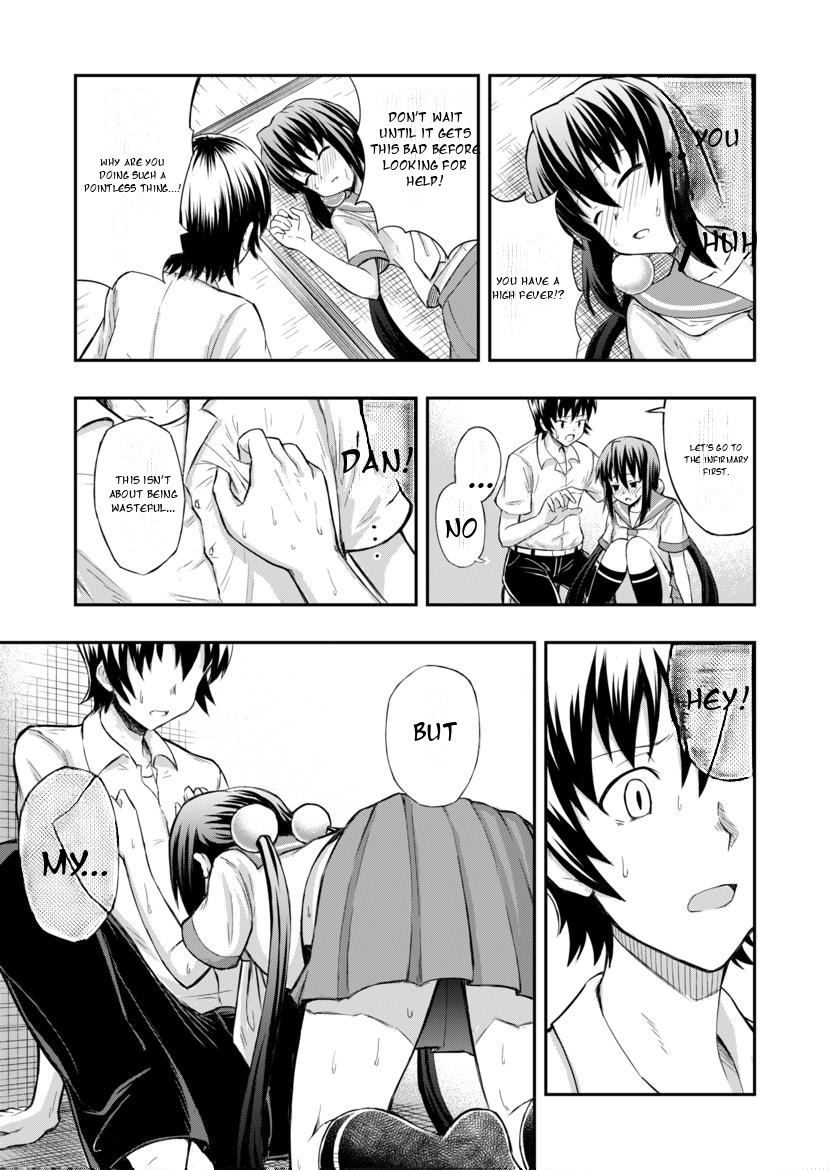 ... YOU
HUH
YOU HAVE A
HIGH FEVER!?
DON'T WAIT
UNTIL IT GETS
THIS BAD BEFORE
LOOKING FOR
HELP!
WHY ARE YOU
DOING SUCH A
POINTLESS THING...!
LET'S GO TO
THE INFIRMARY
FIRST.
...
NO
DAN!
...
THIS ISN'T
ABOUT BEING
WASTEFUL...
HEY!
BUT
MY...